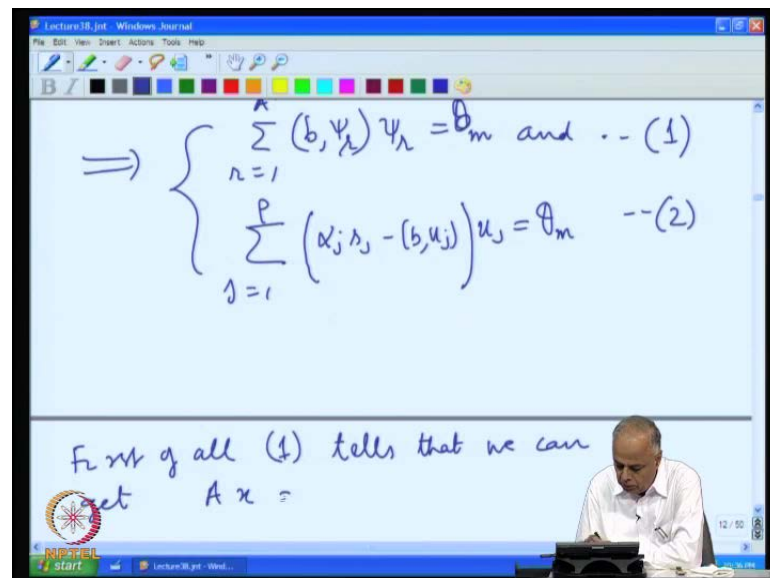 Lecture38.jnt - Windows Journal
File Edit View Insert Actions Tools Help
B I
⟹ { Σ_{r=1}^{s} (b, ψ_r) ψ_r = θ_m and -- (1)
Σ_{j=1}^{ρ} (α_j s_j - (b, u_j)) u_j = θ_m --(2)
First of all (1) tells that we can
get A x =
12 / 50
NPTEL
start
Lecture38.jnt - Wind...